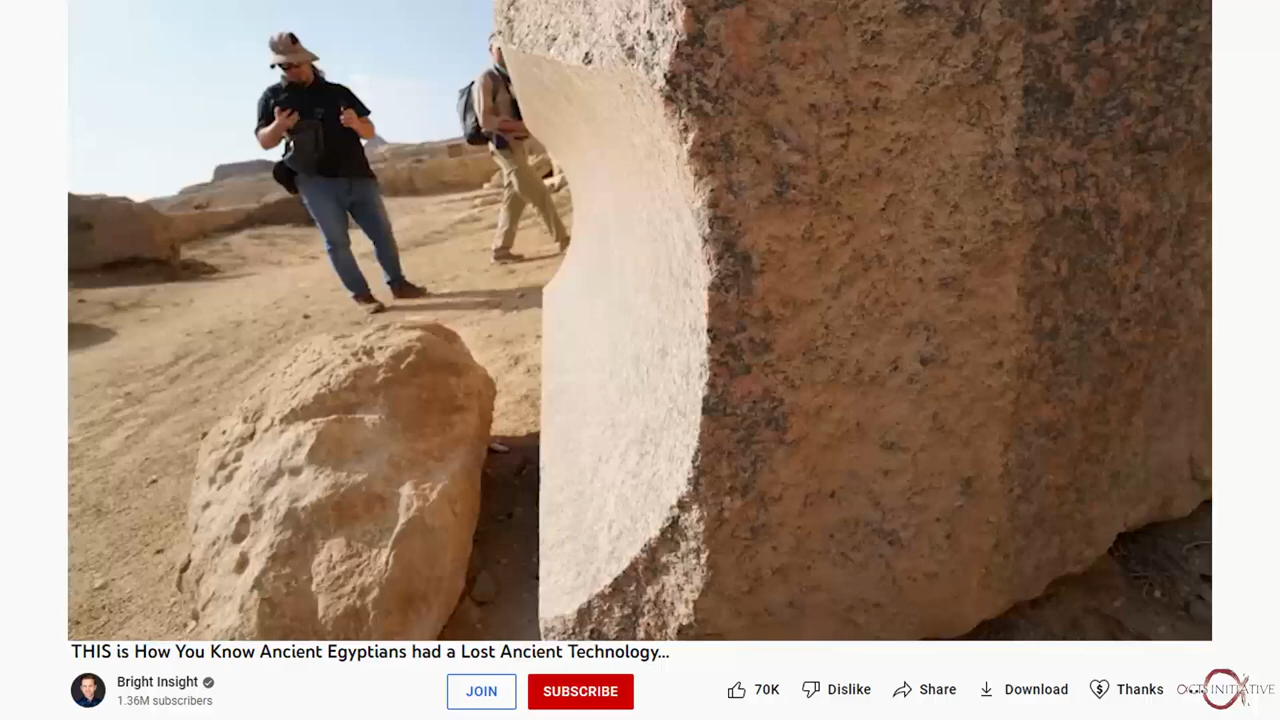 THIS is How You Know Ancient Egyptians had a Lost Ancient Technology...
Bright Insight
1.36M subscribers
JOIN
SUBSCRIBE
70K
Dislike
Share
Download
Thanks
INITIATIVE